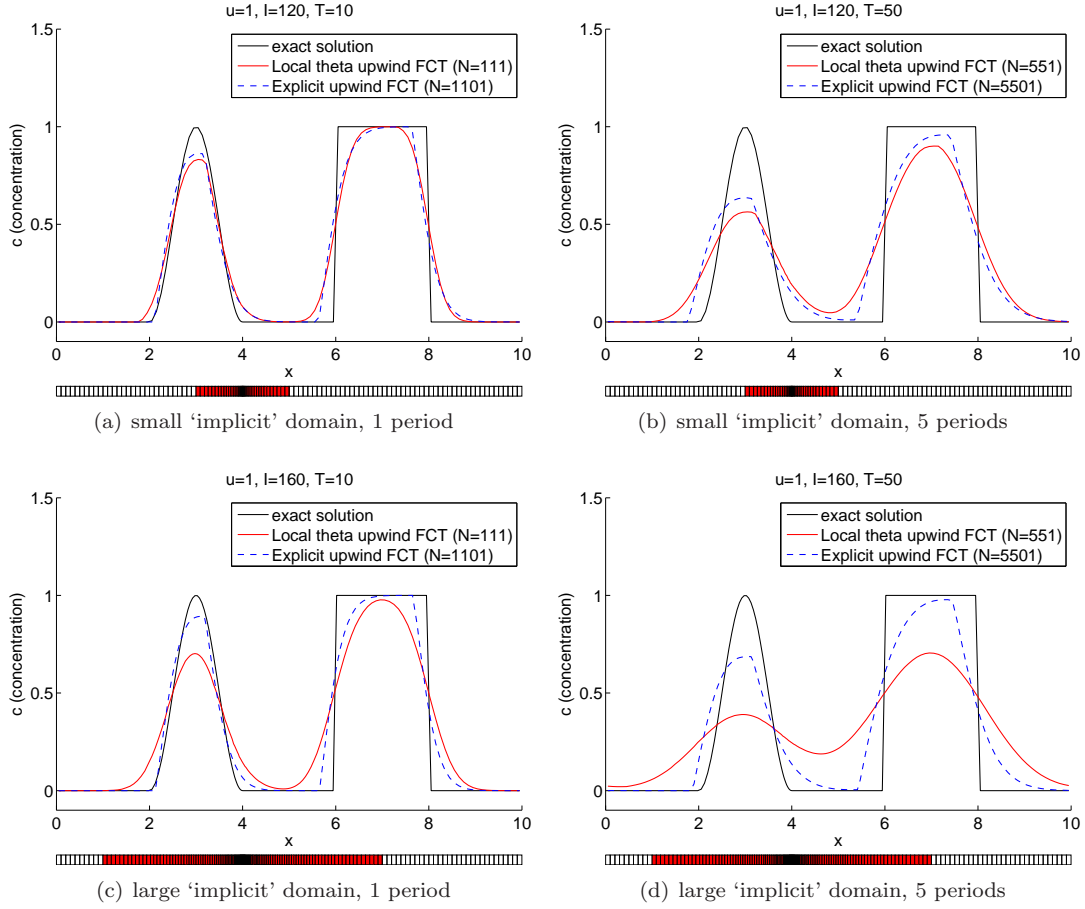 u=1, I=120, T=10
exact solution
Local theta upwind FCT (N=111)
Explicit upwind FCT (N=1101)
c (concentration)
1.5
1
0.5
0
0 2 4 6 8 10
x
(a) small ‘implicit’ domain, 1 period
u=1, I=120, T=50
exact solution
Local theta upwind FCT (N=551)
Explicit upwind FCT (N=5501)
c (concentration)
1.5
1
0.5
0
0 2 4 6 8 10
x
(b) small ‘implicit’ domain, 5 periods
u=1, I=160, T=10
exact solution
Local theta upwind FCT (N=111)
Explicit upwind FCT (N=1101)
c (concentration)
1.5
1
0.5
0
0 2 4 6 8 10
x
(c) large ‘implicit’ domain, 1 period
u=1, I=160, T=50
exact solution
Local theta upwind FCT (N=551)
Explicit upwind FCT (N=5501)
c (concentration)
1.5
1
0.5
0
0 2 4 6 8 10
x
(d) large ‘implicit’ domain, 5 periods